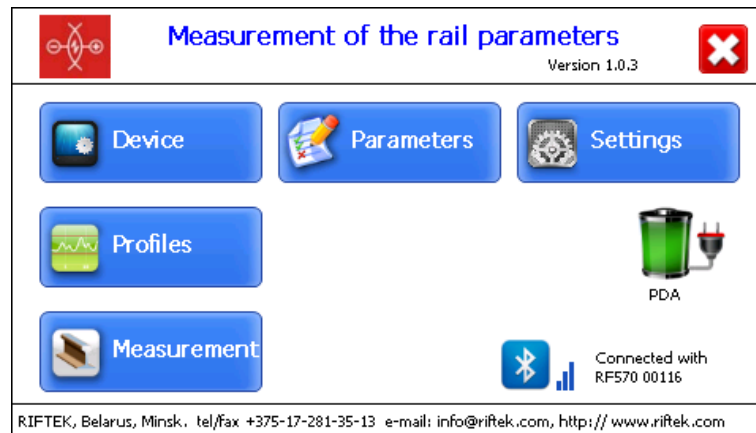 Measurement of the rail parameters
Version 1.0.3
Device
Parameters
Settings
Profiles
PDA
Measurement
Connected with
RF570 00116
RIFTEK, Belarus, Minsk. tel/fax +375-17-281-35-13 e-mail: info@riftek.com, http:// www.riftek.com